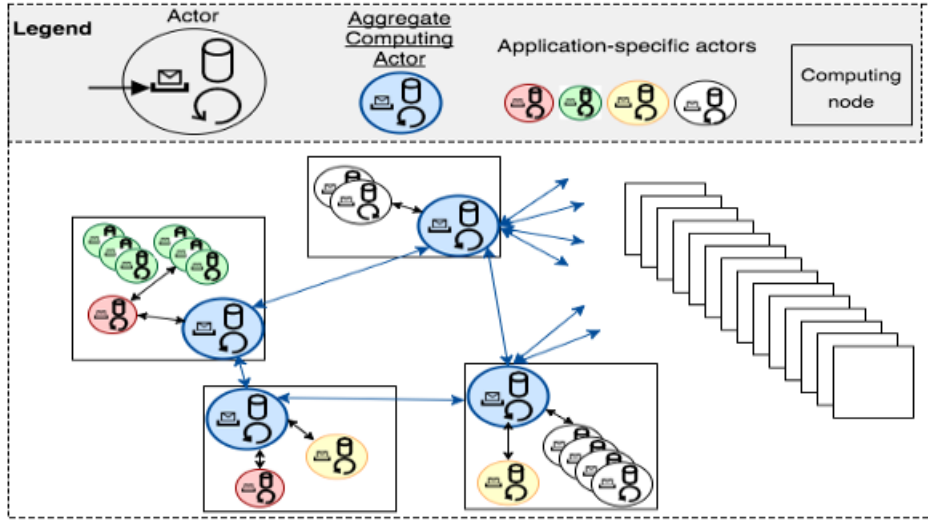 Legend
Actor
Aggregate
Computing
Actor
Application-specific actors
Computing
node